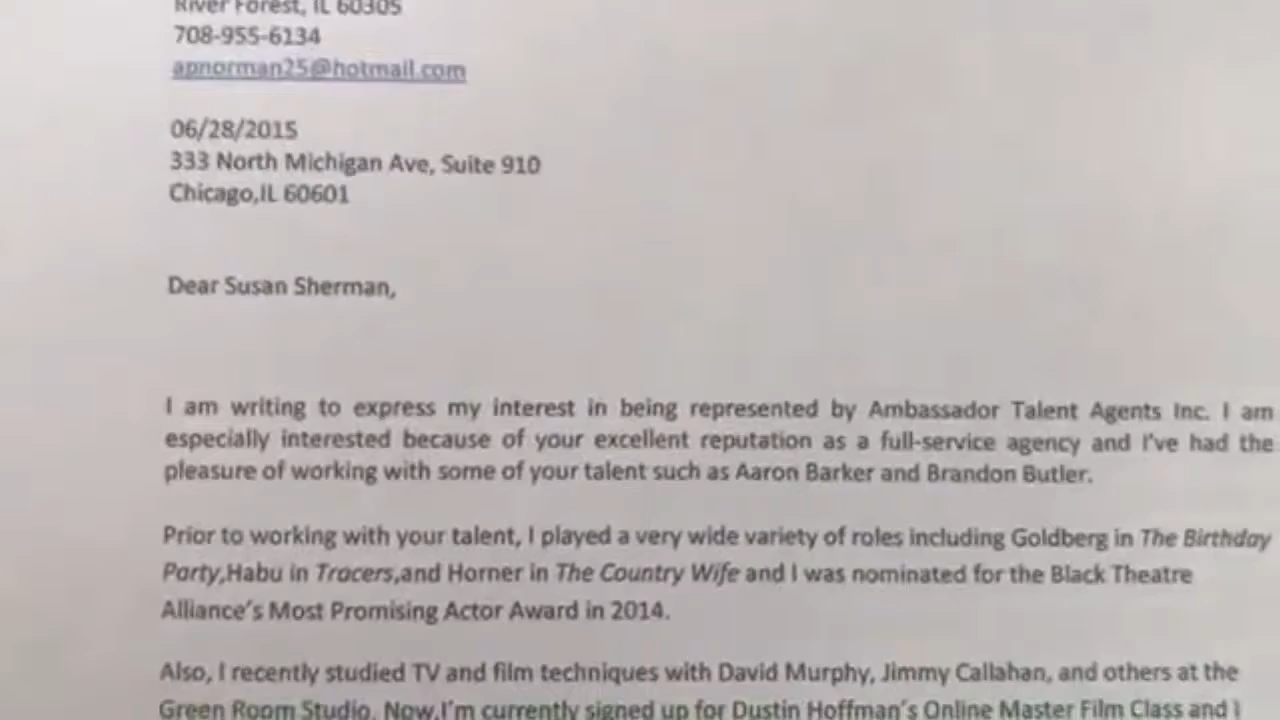 River Forest, IL 60305
708-955-6134
apnorman25@hotmail.com
06/28/2015
333 North Michigan Ave, Suite 910
Chicago,IL 60601
Dear Susan Sherman,
I am writing to express my interest in being represented by Ambassador Talent Agents Inc. I am
especially interested because of your excellent reputation as a full-service agency and I've had the
pleasure of working with some of your talent such as Aaron Barker and Brandon Butler.
Prior to working with your talent, I played a very wide variety of roles including Goldberg in The Birthday
Party,Habu in Tracers,and Horner in The Country Wife and I was nominated for the Black Theatre
Alliance's Most Promising Actor Award in 2014.
Also, I recently studied TV and film techniques with David Murphy, Jimmy Callahan, and others at the
Green Room Studio. Now,I'm currently signed up for Dustin Hoffman's Online Master Film Class and I